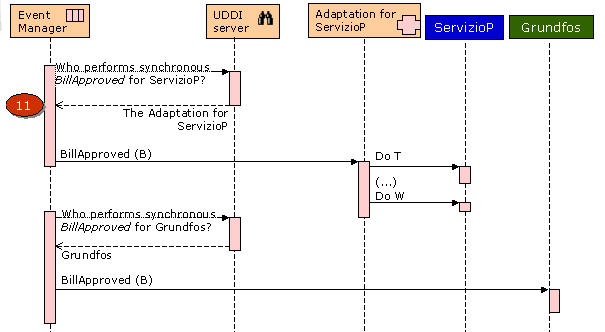 Event
Manager
UDDI
server
Adaptation for
ServizioP
ServizioP
Grundfos
Who performs synchronous
BillApproved for ServizioP?
11
The Adaptation for
ServizioP
BillApproved (B)
Do T
(...)
Do W
Who performs synchronous
BillApproved for Grundfos?
Grundfos
BillApproved (B)